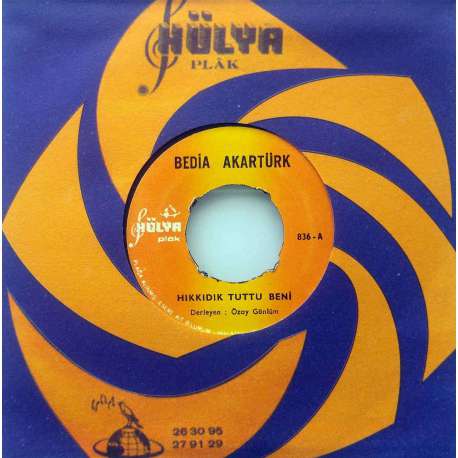 HÜLYA
PLÂK
BEDİA AKARTÜRK
HÜLYA
plâk
836-A
HIKKIDIK TUTTU BENİ
Derleyen : Özay Gönlüm
26 30 95
27 91 29